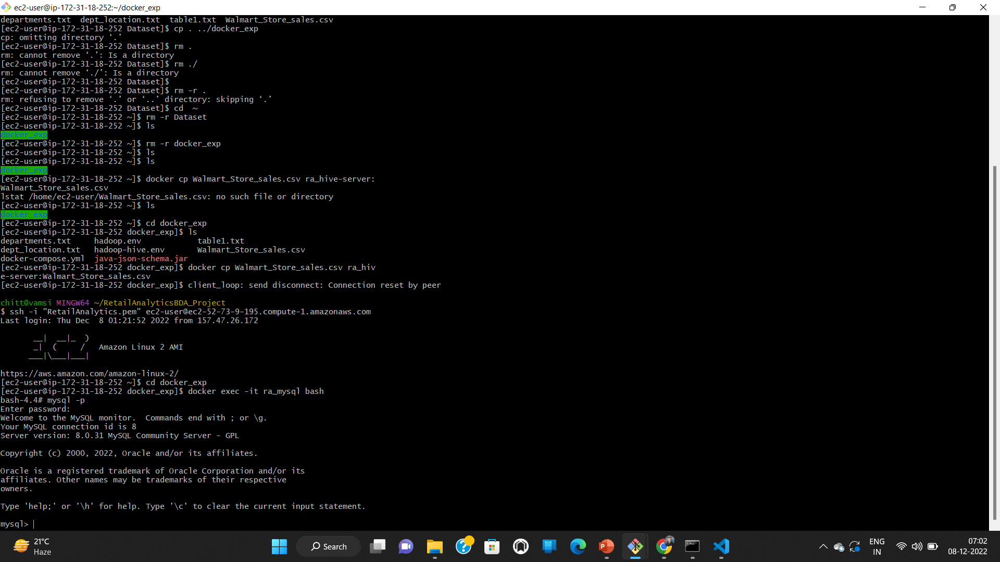 ec2-user@ip-172-31-18-252:~/docker_exp
departments.txt  dept_location.txt  table1.txt  Walmart_Store_sales.csv
[ec2-user@ip-172-31-18-252 Dataset]$ cp . ../docker_exp
cp: omitting directory ‘.’
[ec2-user@ip-172-31-18-252 Dataset]$ rm .
rm: cannot remove ‘.’: Is a directory
[ec2-user@ip-172-31-18-252 Dataset]$ rm ./
rm: cannot remove ‘./’: Is a directory
[ec2-user@ip-172-31-18-252 Dataset]$
[ec2-user@ip-172-31-18-252 Dataset]$ rm -r .
rm: refusing to remove ‘.’ or ‘..’ directory: skipping ‘.’
[ec2-user@ip-172-31-18-252 Dataset]$ cd  ~
[ec2-user@ip-172-31-18-252 ~]$ rm -r Dataset
[ec2-user@ip-172-31-18-252 ~]$ ls
docker_exp
[ec2-user@ip-172-31-18-252 ~]$ rm -r docker_exp
[ec2-user@ip-172-31-18-252 ~]$ ls
[ec2-user@ip-172-31-18-252 ~]$ ls
docker_exp
[ec2-user@ip-172-31-18-252 ~]$ docker cp Walmart_Store_sales.csv ra_hive-server:
Walmart_Store_sales.csv
lstat /home/ec2-user/Walmart_Store_sales.csv: no such file or directory
[ec2-user@ip-172-31-18-252 ~]$ ls
docker_exp
[ec2-user@ip-172-31-18-252 ~]$ cd docker_exp
[ec2-user@ip-172-31-18-252 docker_exp]$ ls
departments.txt     hadoop.env            table1.txt
dept_location.txt   hadoop-hive.env       Walmart_Store_sales.csv
docker-compose.yml  java-json-schema.jar
[ec2-user@ip-172-31-18-252 docker_exp]$ docker cp Walmart_Store_sales.csv ra_hiv
e-server:Walmart_Store_sales.csv
[ec2-user@ip-172-31-18-252 docker_exp]$ client_loop: send disconnect: Connection reset by peer
chitt@vamsi MINGW64 ~/RetailAnalyticsBDA_Project
$ ssh -i "RetailAnalytics.pem" ec2-user@ec2-52-73-9-195.compute-1.amazonaws.com
Last login: Thu Dec  8 01:21:52 2022 from 157.47.26.172
__|  __|_  )
_|  (     /   Amazon Linux 2 AMI
___|\___|___|
https://aws.amazon.com/amazon-linux-2/
[ec2-user@ip-172-31-18-252 ~]$ cd docker_exp
[ec2-user@ip-172-31-18-252 docker_exp]$ docker exec -it ra_mysql bash
bash-4.4# mysql -p
Enter password:
Welcome to the MySQL monitor.  Commands end with ; or \g.
Your MySQL connection id is 8
Server version: 8.0.31 MySQL Community Server - GPL
Copyright (c) 2000, 2022, Oracle and/or its affiliates.
Oracle is a registered trademark of Oracle Corporation and/or its
affiliates. Other names may be trademarks of their respective
owners.
Type 'help;' or '\h' for help. Type '\c' to clear the current input statement.
mysql>
21°C
Haze
Search
ENG
IN
07:02
08-12-2022